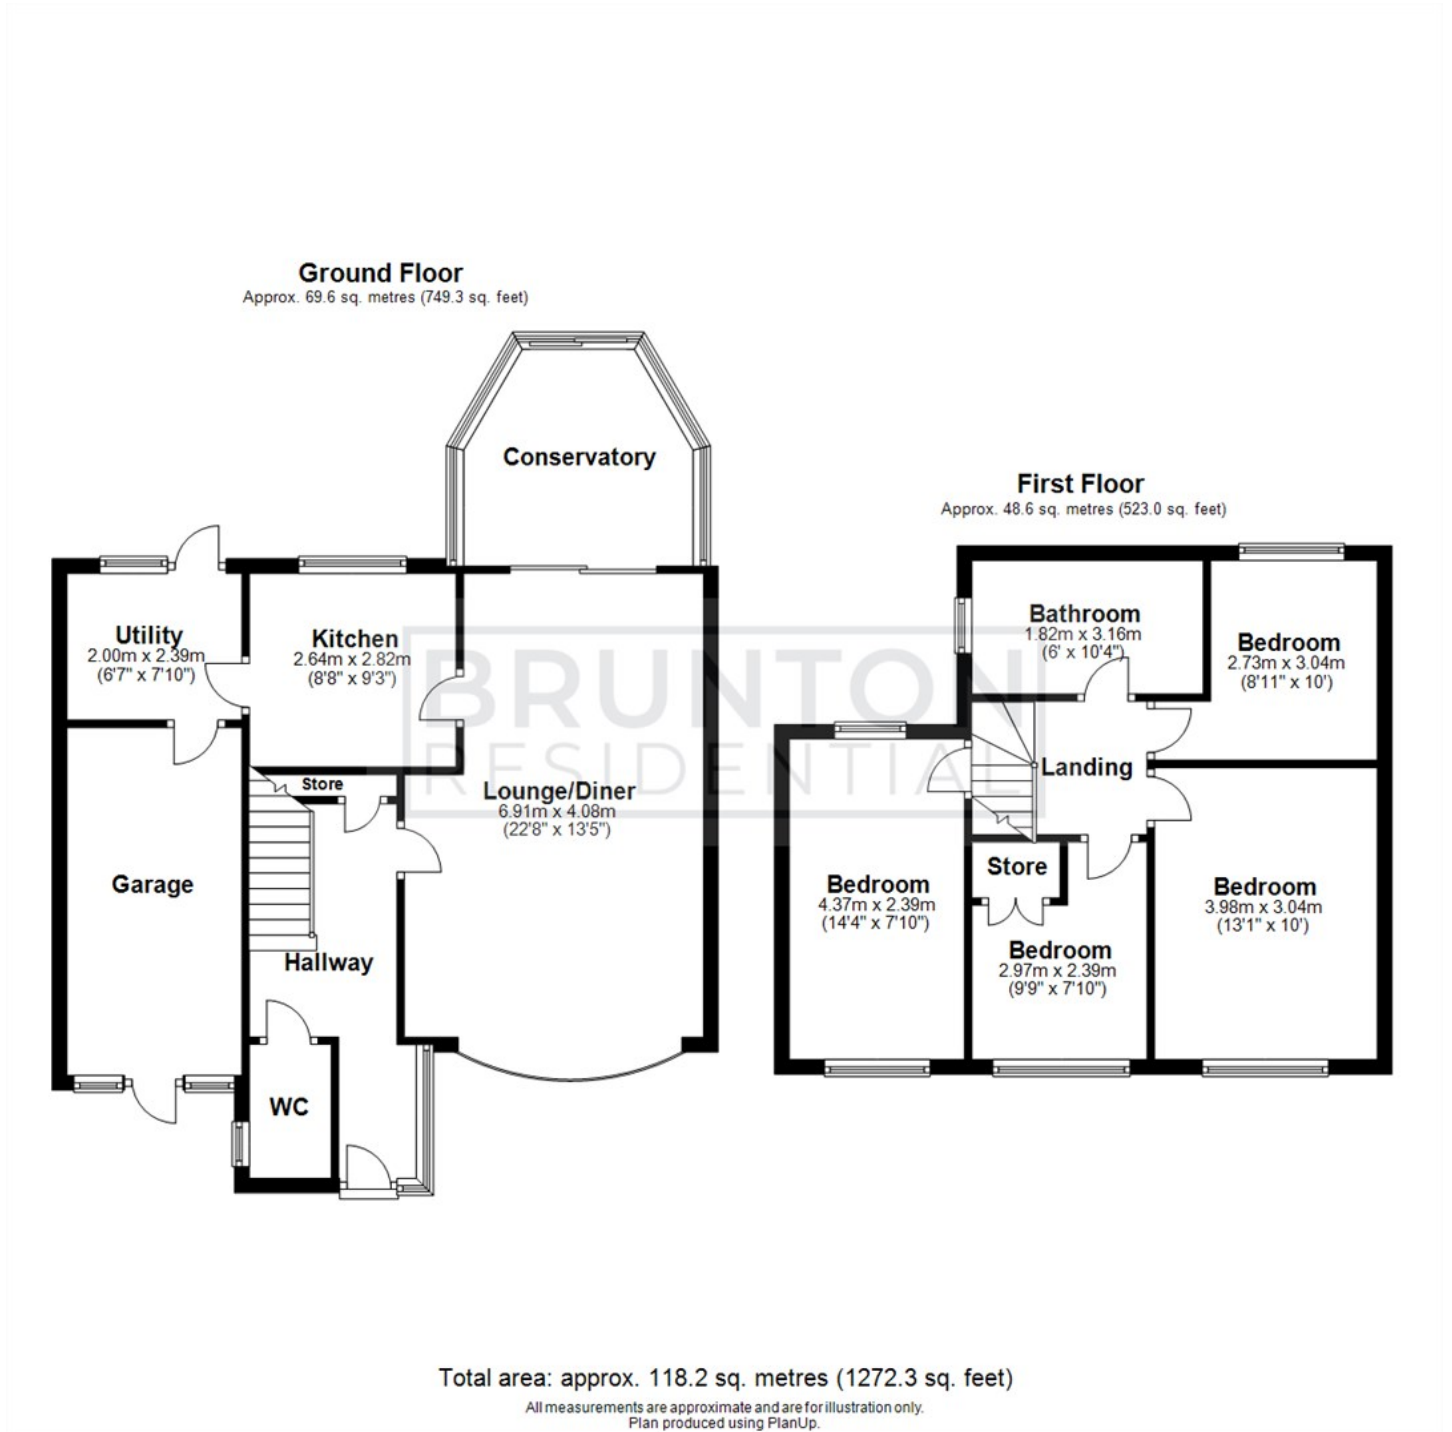 Ground Floor
Approx. 69.6 sq. metres (749.3 sq. feet)
Conservatory
Utility
2.00m x 2.39m
(6'7" x 7'10")
Kitchen
2.64m x 2.82m
(8'8" x 9'3")
Store
Lounge/Diner
6.91m x 4.08m
(22'8" x 13'5")
Garage
Hallway
WC
First Floor
Approx. 48.6 sq. metres (523.0 sq. feet)
Bathroom
1.82m x 3.16m
(6' x 10'4")
Bedroom
2.73m x 3.04m
(8'11" x 10')
Landing
Bedroom
4.37m x 2.39m
(14'4" x 7'10")
Store
Bedroom
2.97m x 2.39m
(9'9" x 7'10")
Bedroom
3.98m x 3.04m
(13'1" x 10')
BRUNTON
RESIDENTIAL
Total area: approx. 118.2 sq. metres (1272.3 sq. feet)
All measurements are approximate and are for illustration only.
Plan produced using PlanUp.